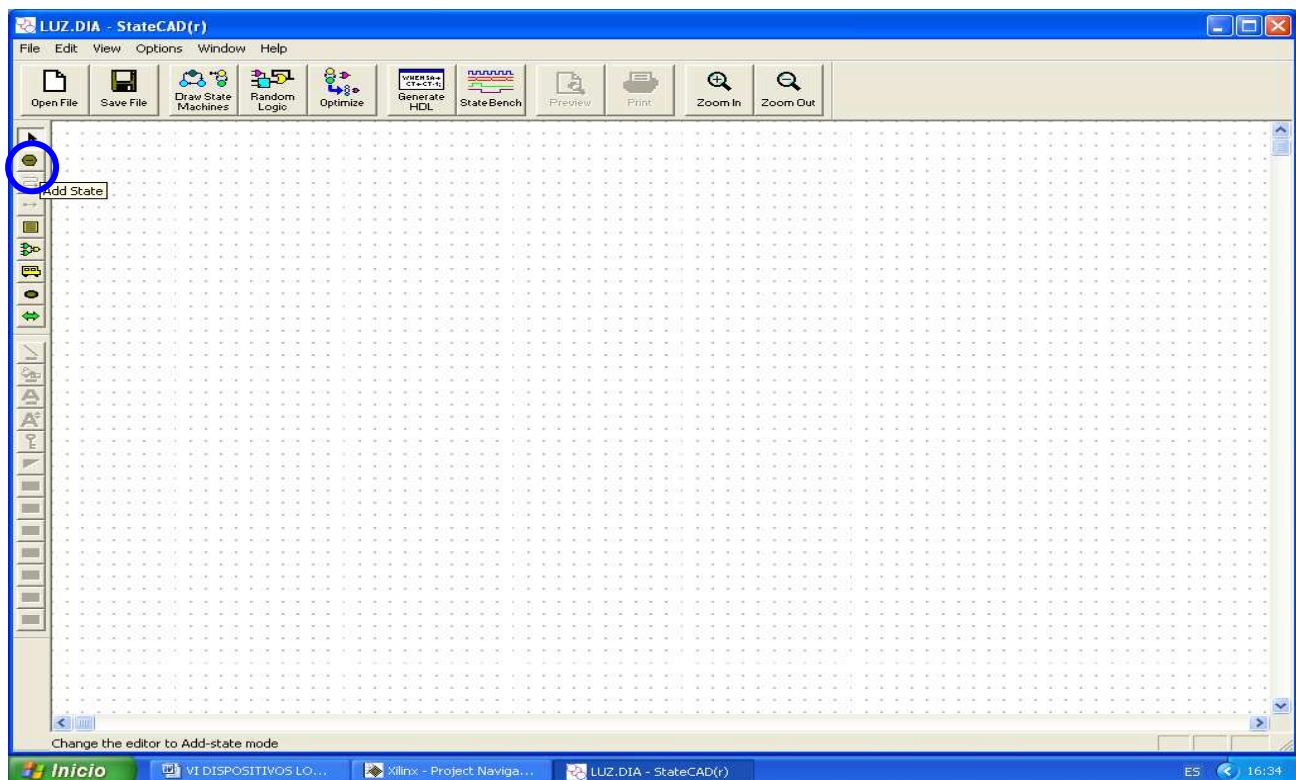 LUZ.DIA - StateCAD(r)
File Edit View Options Window Help
Open File Save File Draw State Machines Random Logic Optimize Generate HDL State Bench Preview Print Zoom In Zoom Out
Add State
Change the editor to Add-state mode
Inicio VI DISPOSITIVOS LO... Xilinx - Project Naviga... LUZ.DIA - StateCAD(r) ES 16:34